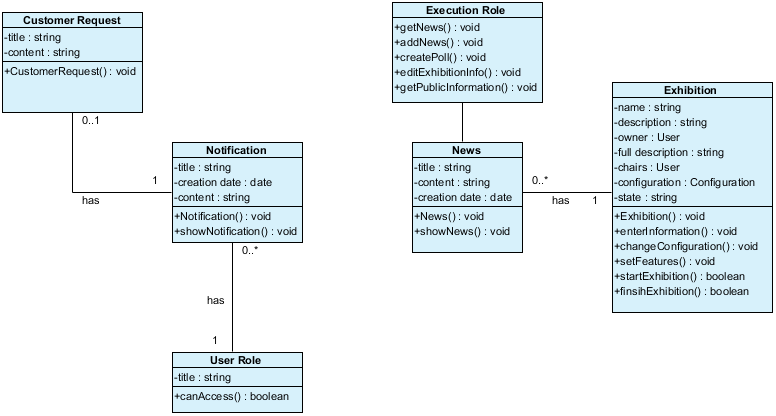 Customer Request
-title : string
-content : string
+CustomerRequest() : void
0..1
1
has
Notification
-title : string
-creation date : date
-content : string
+Notification() : void
+showNotification() : void
0..*
has
1
User Role
-title : string
+canAccess() : boolean
Execution Role
+getNews() : void
+addNews() : void
+createPoll() : void
+editExhibitionInfo() : void
+getPublicInformation() : void
News
-title : string
-content : string
-creation date : date
+News() : void
+showNews() : void
0..*
has
1
Exhibition
-name : string
-description : string
-owner : User
-full description : string
-chairs : User
-configuration : Configuration
-state : string
+Exhibition() : void
+enterInformation() : void
+changeConfiguration() : void
+setFeatures() : void
+startExhibition() : boolean
+finsihExhibition() : boolean